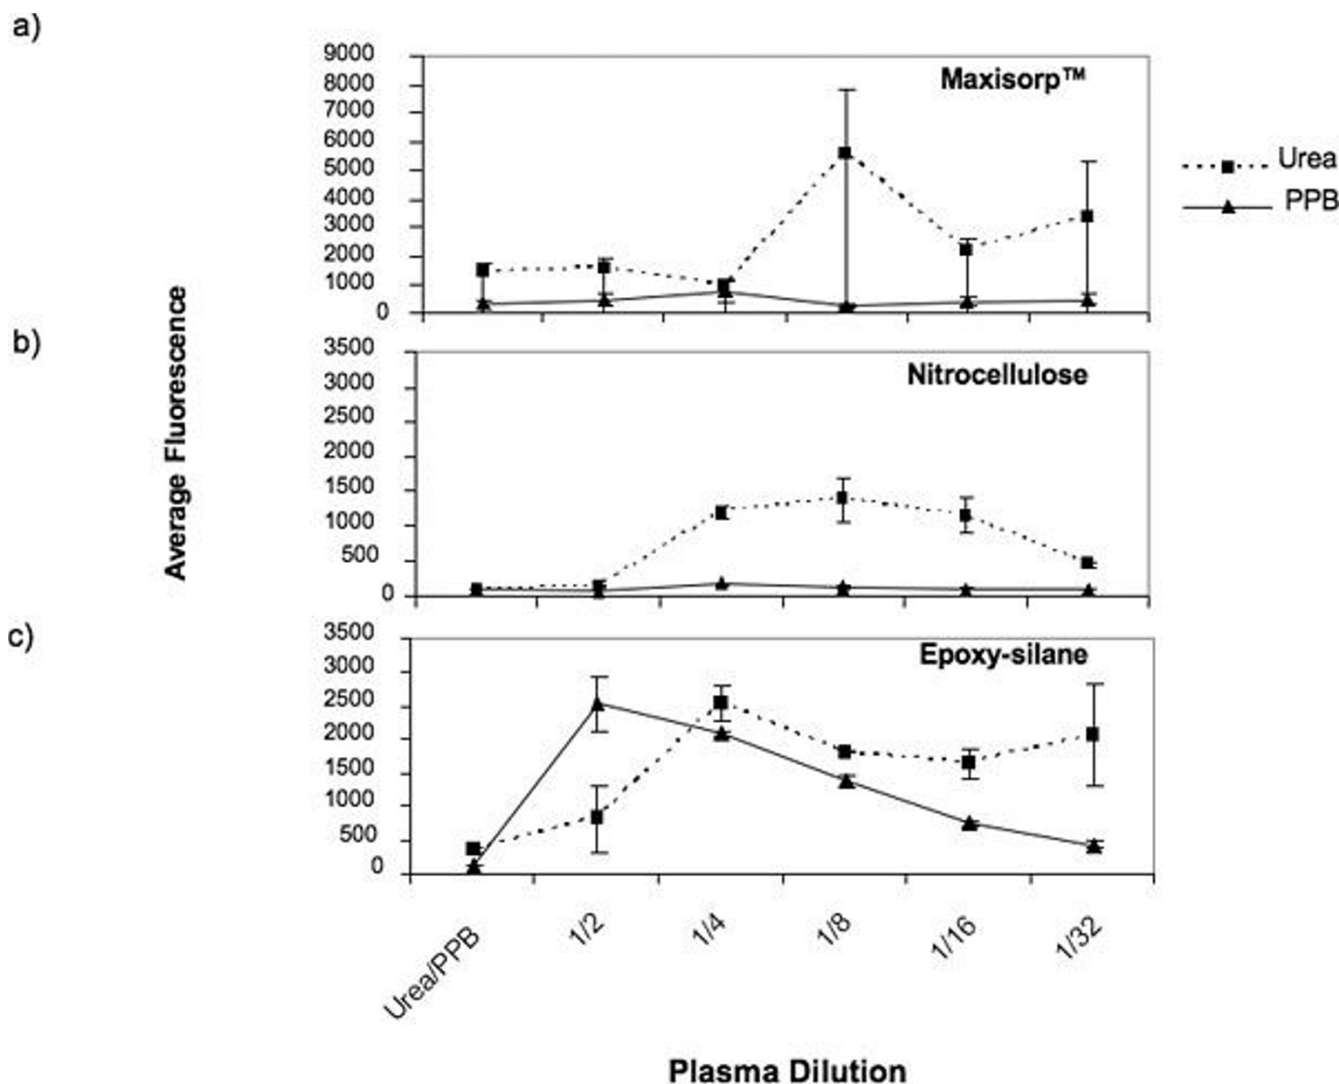 a)
9000
8000
7000
6000
5000
4000
3000
2000
1000
0
Maxisorp™
Urea
PPB
Average Fluorescence
b)
3500
3000
2500
2000
1500
1000
500
0
Nitrocellulose
c)
3500
3000
2500
2000
1500
1000
500
0
Epoxy-silane
Urea/PPB
1/2
1/4
1/8
1/16
1/32
Plasma Dilution